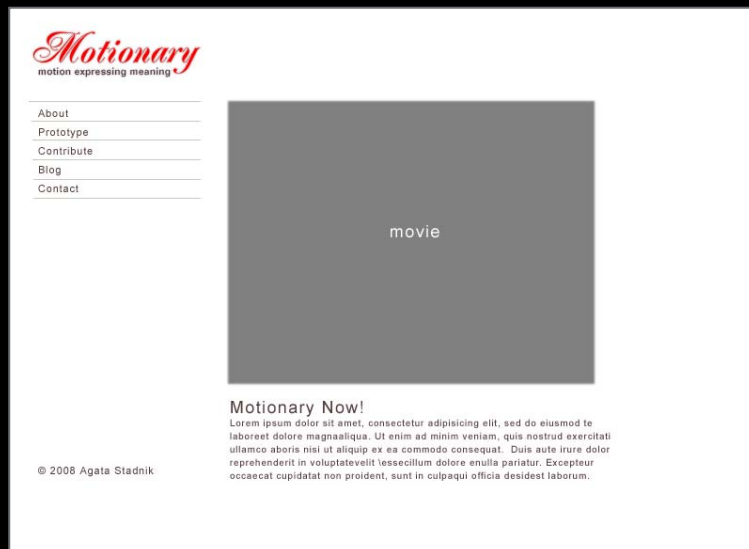 Motionary
motion expressing meaning
About
Prototype
Contribute
Blog
Contact
movie
Motionary Now!
Lorem ipsum dolor sit amet, consectetur adipisicing elit, sed do eiusmod te
laboreet dolore magnaaliqua. Ut enim ad minim veniam, quis nostrud exercitati
ullamco aboris nisi ut aliquip ex ea commodo consequat.  Duis aute irure dolor
reprehenderit in voluptatevelit \essecillum dolore enulla pariatur. Excepteur
occaecat cupidatat non proident, sunt in culpaqui officia desidest laborum.
© 2008 Agata Stadnik